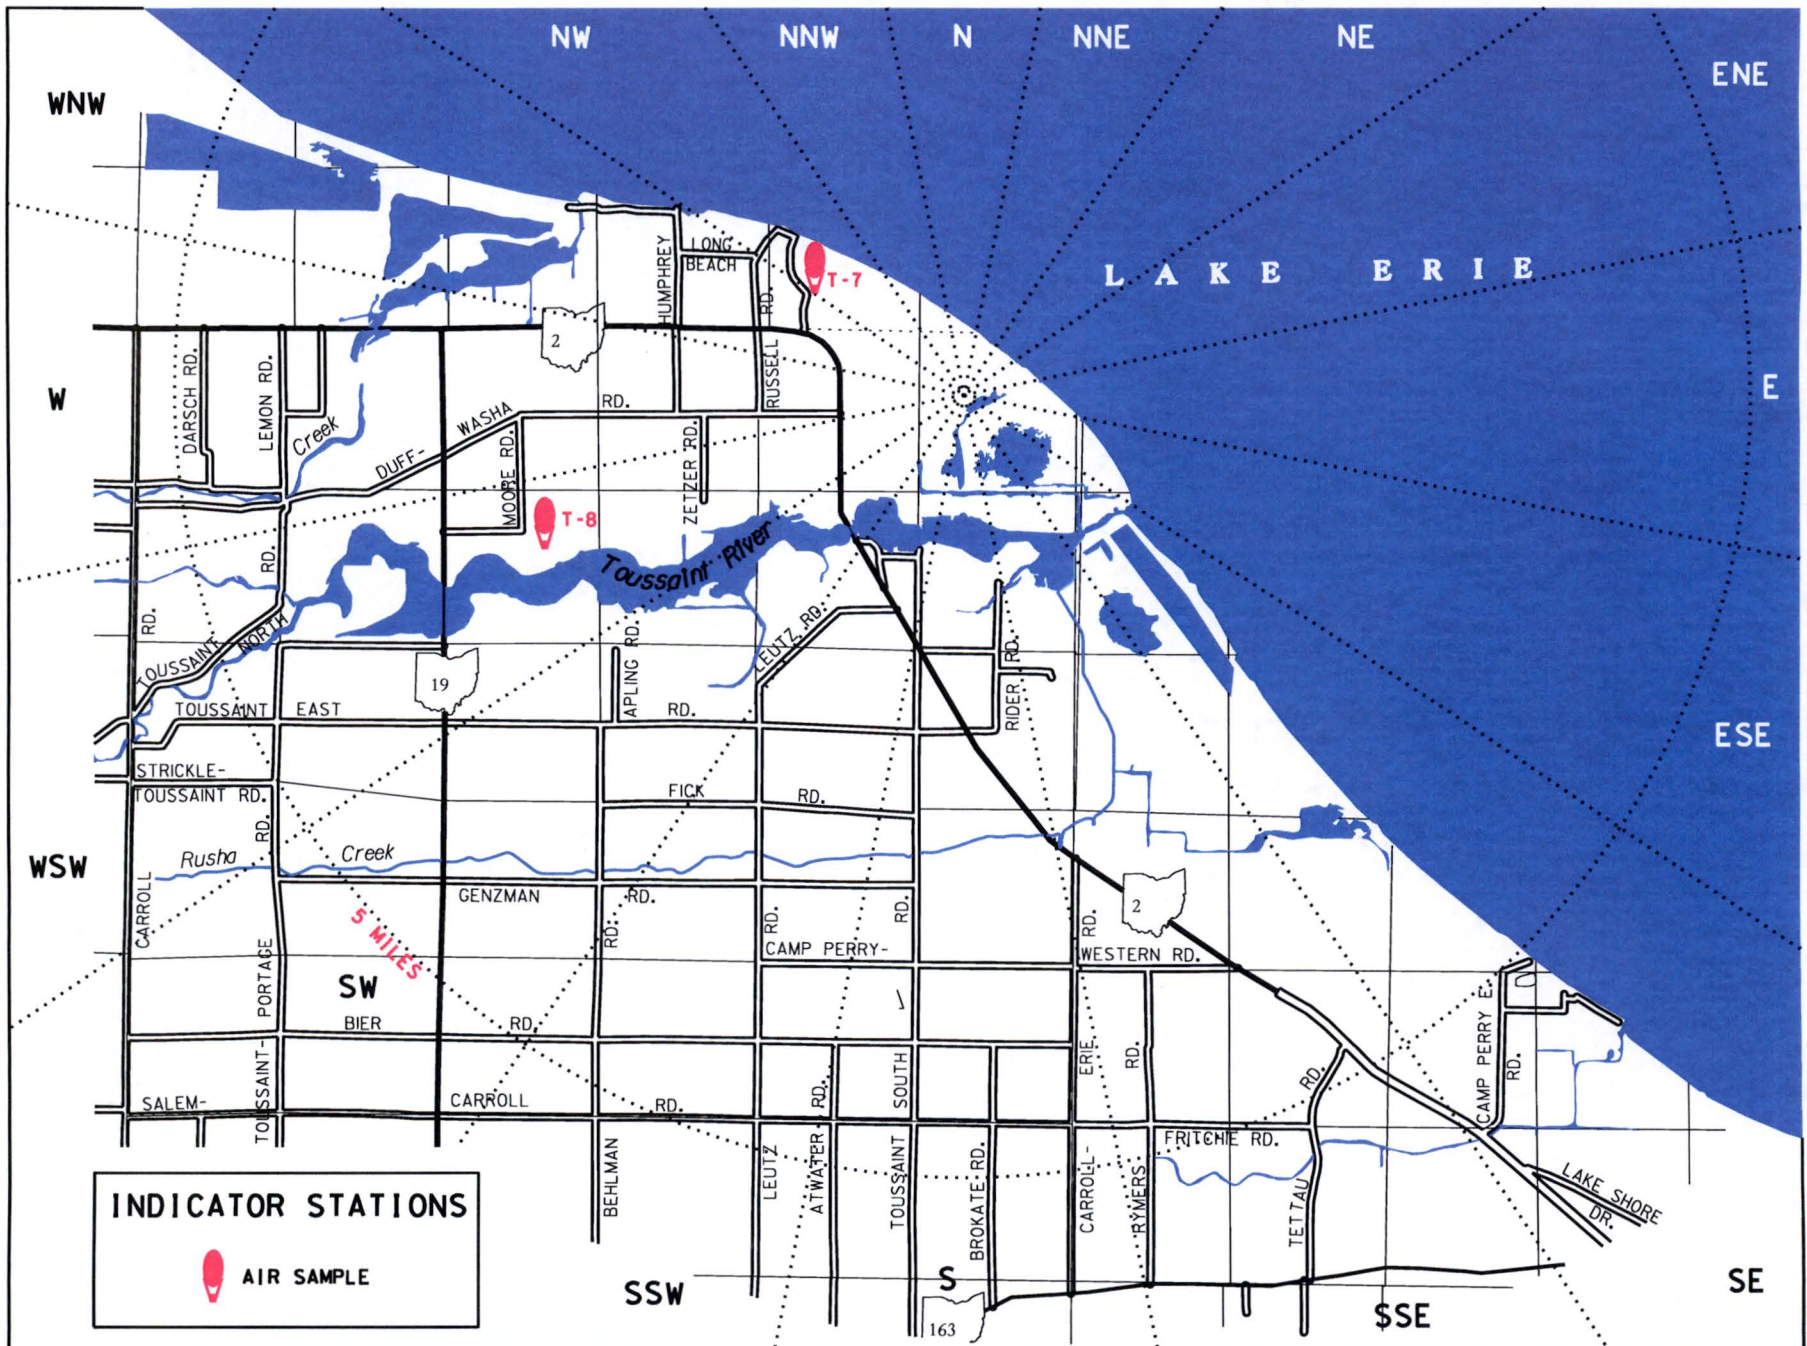 NW
NNW
N
NNE
NE
ENE
WNW
LAKE ERIE
HUMPHREY
LONG
BEACH
RD.
T-7
2
W
DARSCH RD.
LEMON RD.
Creek
DUFF-
WASHA
RD.
RUSSELL
E
MOORE RD.
ZETZER RD.
T-8
Toussaint River
RD.
RD.
TOUSSAINT
NORTH
LEUTZ RD.
APLING RD.
RIDER RD.
19
TOUSSAINT
EAST
RD.
ESE
STRICKLE-
TOUSSAINT RD.
FICK
RD.
RD.
WSW
Rusha
Creek
GENZMAN
RD.
CARROLL
RD.
RD.
RD.
RD.
2
5 MILES
CAMP PERRY-
WESTERN RD.
SW
PORTAGE
BIER
RD.
CAMP PERRY E.
RD.
TOUSSAINT-
SALEM-
CARROLL
RD.
RD.
SOUTH
ERIE
RD.
RD.
FRITCHIE RD.
BEHLMAN
LEUTZ
ATWATER
TOUSSAINT
BROKATE RD.
CARROLL-
RYMERS
TETTAU
LAKE SHORE
DR.
INDICATOR STATIONS
AIR SAMPLE
SSW
S
163
SSE
SE